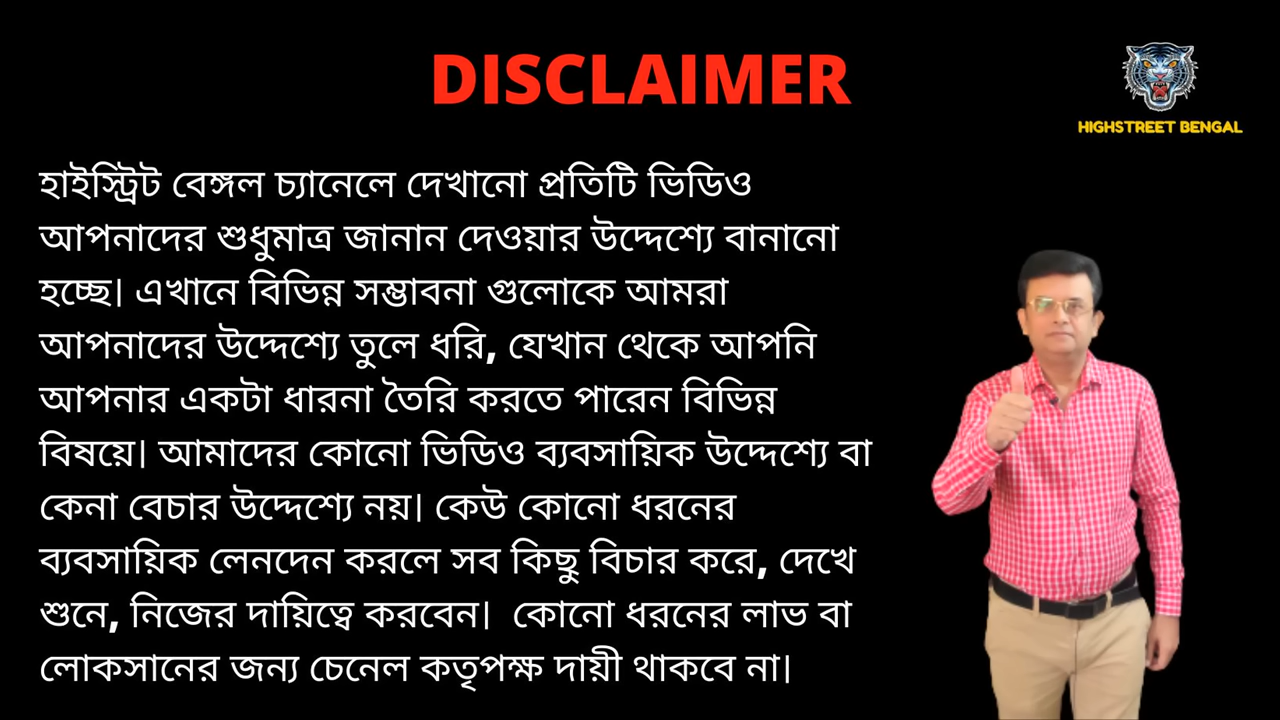 DISCLAIMER
HIGHSTREET BENGAL
হাইস্ট্রিট বেঙ্গল চ্যানেলে দেখানো প্রতিটি ভিডিও
আপনাদের শুধুমাত্র জানান দেওয়ার উদ্দেশ্যে বানানো
হচ্ছে। এখানে বিভিন্ন সম্ভাবনা গুলোকে আমরা
আপনাদের উদ্দেশ্যে তুলে ধরি, যেখান থেকে আপনি
আপনার একটা ধারনা তৈরি করতে পারেন বিভিন্ন
বিষয়ে। আমাদের কোনো ভিডিও ব্যবসায়িক উদ্দেশ্যে বা
কেনা বেচার উদ্দেশ্যে নয়। কেউ কোনো ধরনের
ব্যবসায়িক লেনদেন করলে সব কিছু বিচার করে, দেখে
শুনে, নিজের দায়িত্বে করবেন। কোনো ধরনের লাভ বা
লোকসানের জন্য চেনেল কতৃপক্ষ দায়ী থাকবে না।